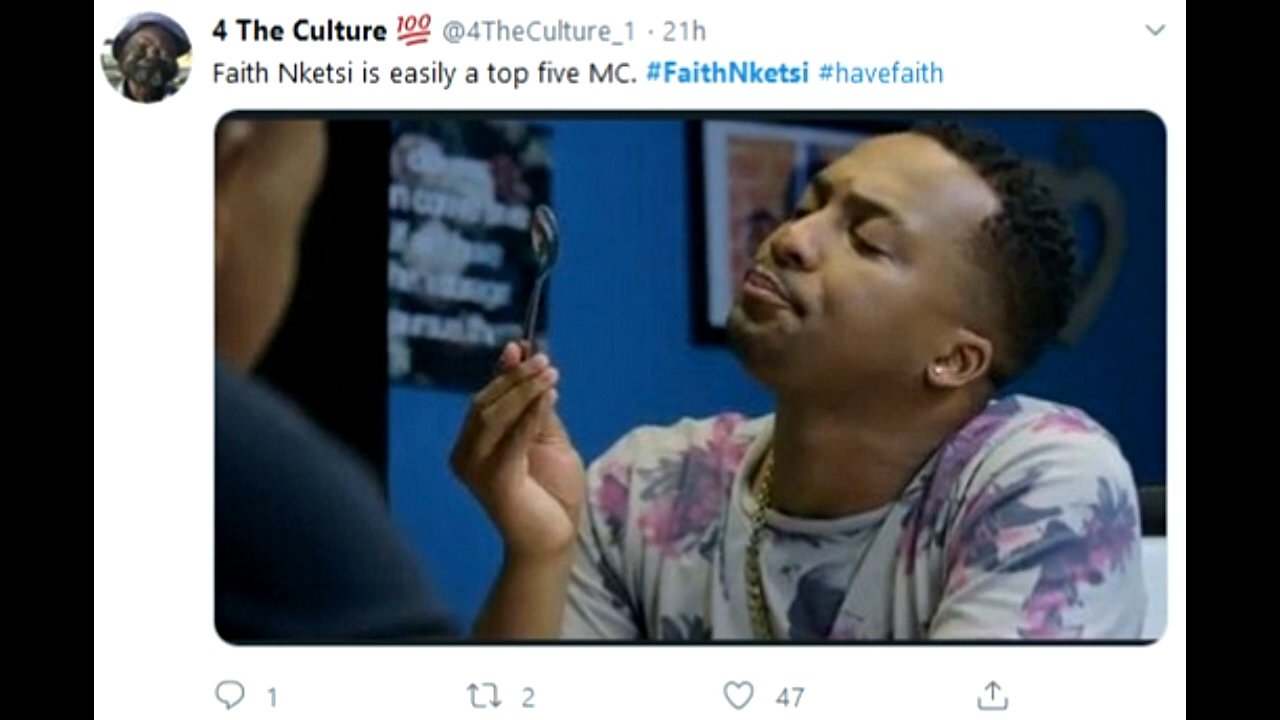 4 The Culture 💯 @4TheCulture_1 · 21h
Faith Nketsi is easily a top five MC. #FaithNketsi #havefaith
1 2 47